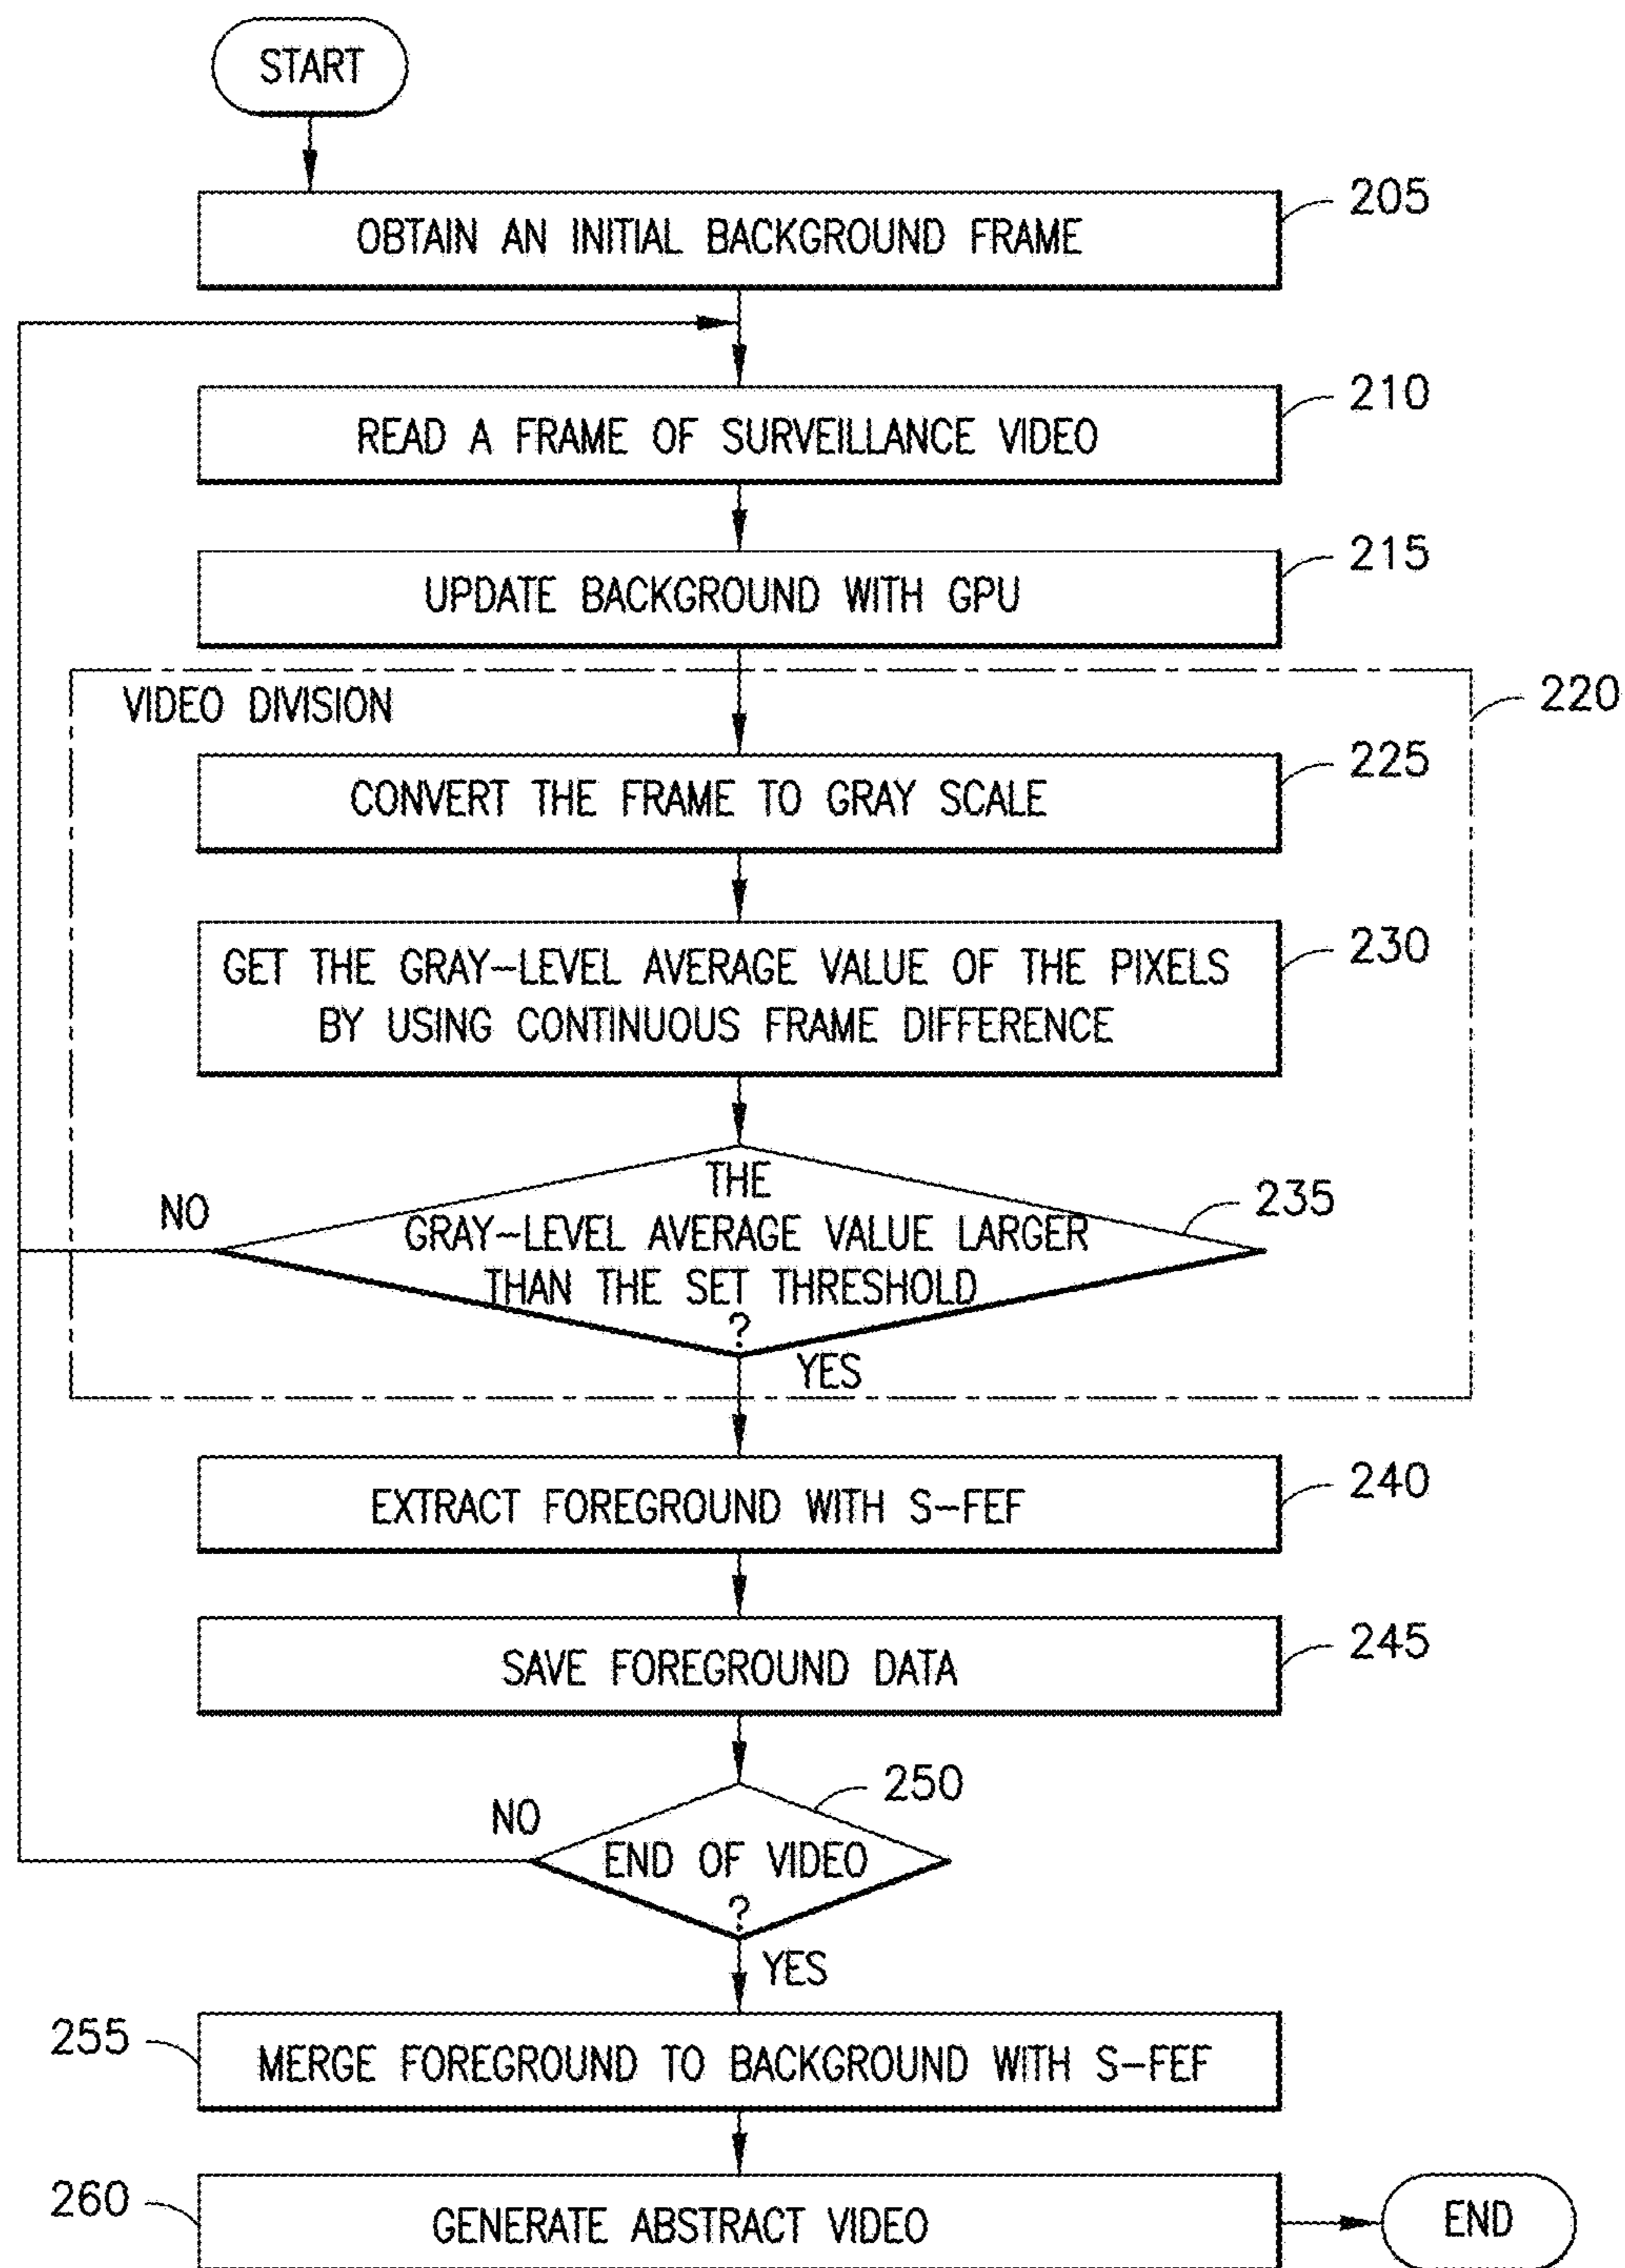 START
OBTAIN AN INITIAL BACKGROUND FRAME
205
READ A FRAME OF SURVEILLANCE VIDEO
210
UPDATE BACKGROUND WITH GPU
215
VIDEO DIVISION
220
CONVERT THE FRAME TO GRAY SCALE
225
GET THE GRAY-LEVEL AVERAGE VALUE OF THE PIXELS
BY USING CONTINUOUS FRAME DIFFERENCE
230
THE
GRAY-LEVEL AVERAGE VALUE LARGER
THAN THE SET THRESHOLD
?
235
NO
YES
EXTRACT FOREGROUND WITH S-FEF
240
SAVE FOREGROUND DATA
245
END OF VIDEO
?
250
NO
YES
255
MERGE FOREGROUND TO BACKGROUND WITH S-FEF
260
GENERATE ABSTRACT VIDEO
END